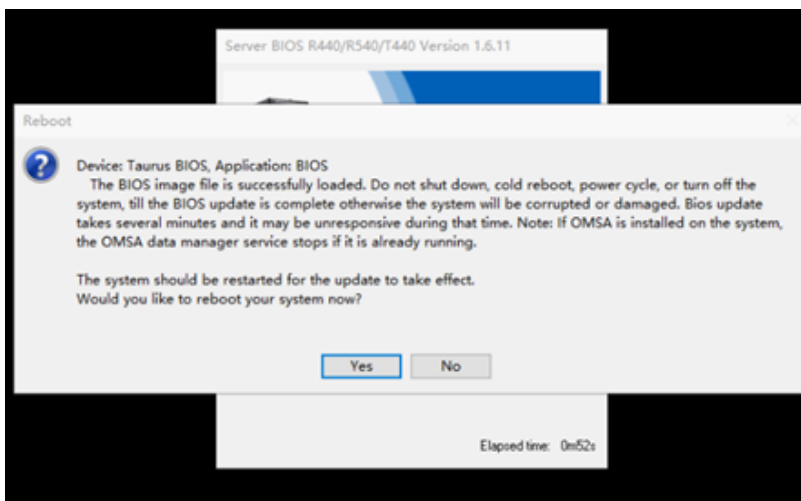 Server BIOS R440/R540/T440 Version 1.6.11
Reboot
Device: Taurus BIOS, Application: BIOS
The BIOS image file is successfully loaded. Do not shut down, cold reboot, power cycle, or turn off the
system, till the BIOS update is complete otherwise the system will be corrupted or damaged. Bios update
takes several minutes and it may be unresponsive during that time. Note: If OMSA is installed on the system,
the OMSA data manager service stops if it is already running.
The system should be restarted for the update to take effect.
Would you like to reboot your system now?
Yes No
Elapsed time: 0m52s